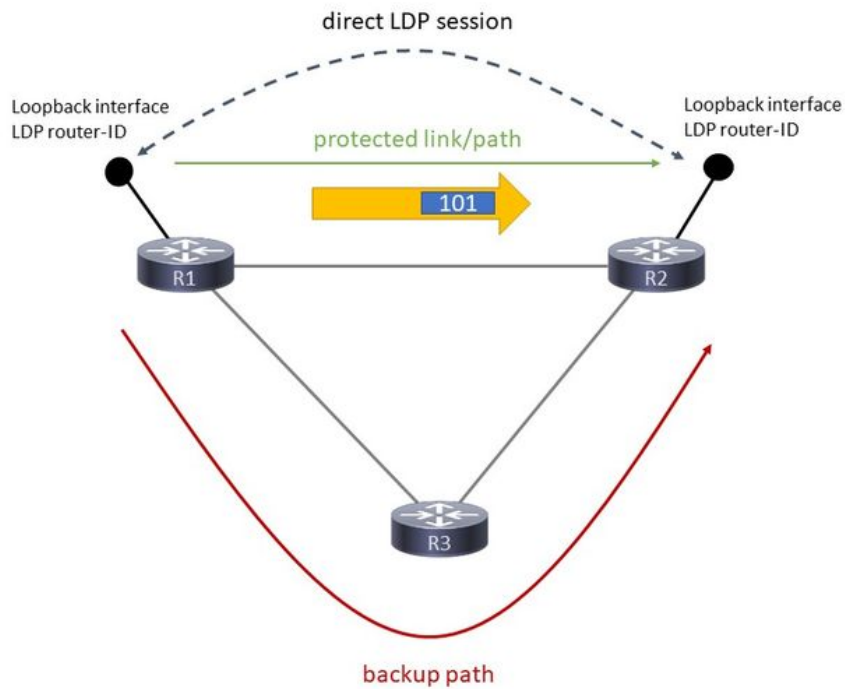 direct LDP session
Loopback interface
LDP router-ID
Loopback interface
LDP router-ID
protected link/path
101
R1
R2
R3
backup path